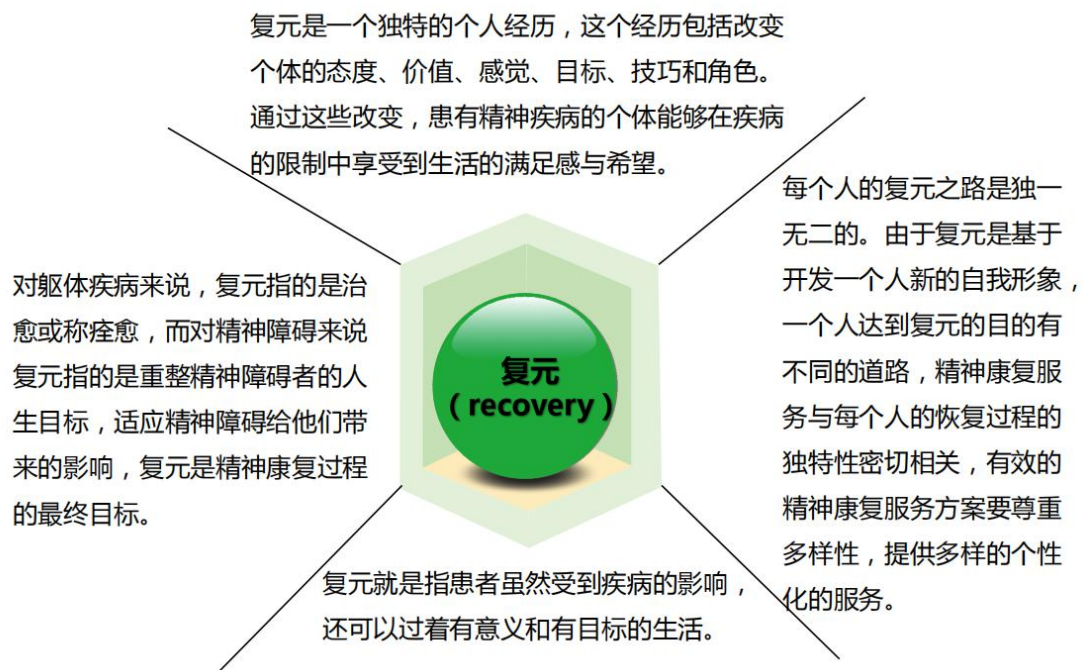 复元是一个独特的个人经历，这个经历包括改变
个体的态度、价值、感觉、目标、技巧和角色。
通过这些改变，患有精神疾病的个体能够在疾病
的限制中享受到生活的满足感与希望。
对躯体疾病来说，复元指的是治
愈或称痊愈，而对精神障碍来说
复元指的是重整精神障碍者的人
生目标，适应精神障碍给他们带
来的影响，复元是精神康复过程
的最终目标。
复元
（recovery）
每个人的复元之路是独一
无二的。由于复元是基于
开发一个人新的自我形象，
一个人达到复元的目的有
不同的道路，精神康复服
务与每个人的恢复过程的
独特性密切相关，有效的
精神康复服务方案要尊重
多样性，提供多样的个性
化的服务。
复元就是指患者虽然受到疾病的影响，
还可以过着有意义和有目标的生活。